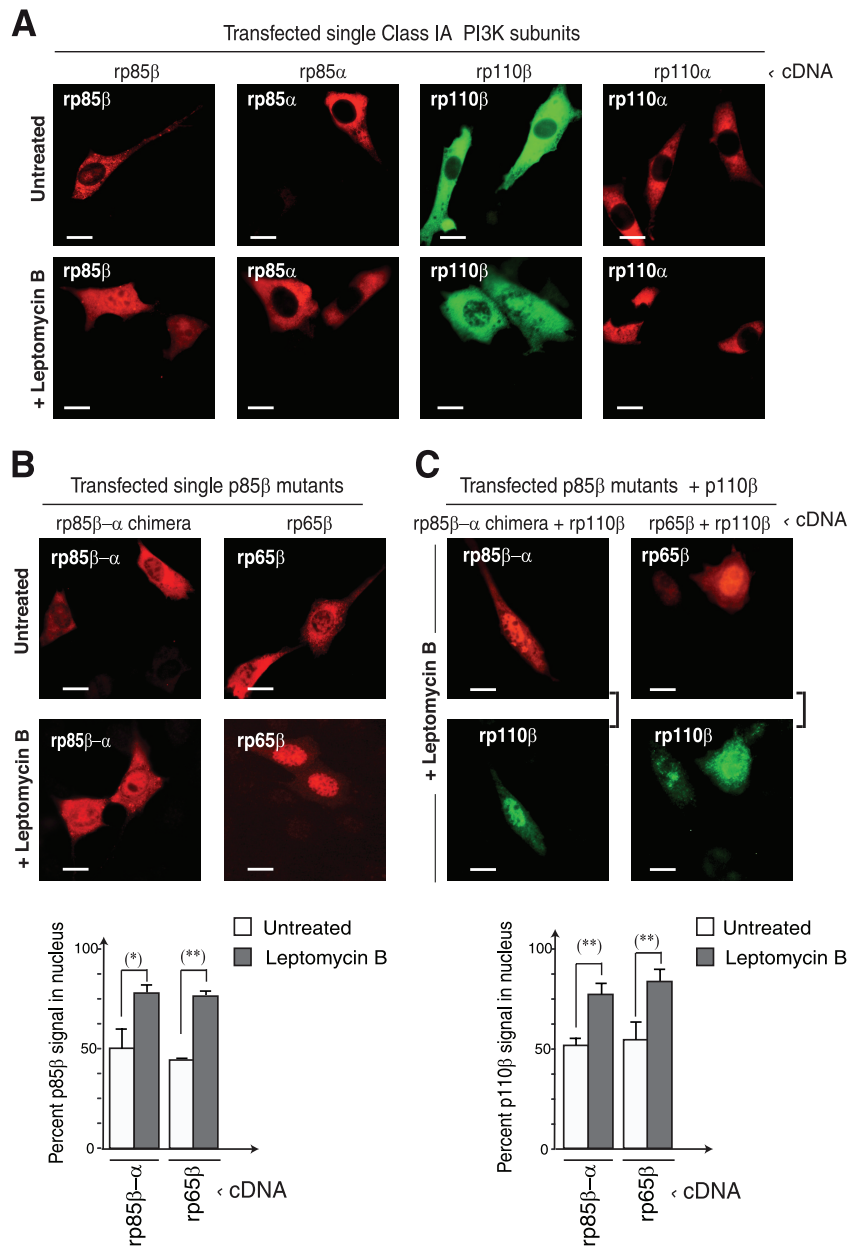 A
Transfected single Class IA PI3K subunits
rp85β rp85α rp110β rp110α ‹ cDNA
Untreated
rp85β rp85α rp110β rp110α
+ Leptomycin B
rp85β rp85α rp110β rp110α
B
Transfected single p85β mutants
rp85β–α chimera rp65β
Untreated
rp85β–α rp65β
+ Leptomycin B
rp85β–α rp65β
Untreated
Leptomycin B
Percent p85β signal in nucleus
100
50
0
(*) (**)
rp85β–α rp65β ‹ cDNA
C
Transfected p85β mutants + p110β
rp85β–α chimera + rp110β rp65β + rp110β ‹ cDNA
+ Leptomycin B
rp85β–α rp65β
rp110β rp110β
Untreated
Leptomycin B
Percent p110β signal in nucleus
100
50
0
(**) (**)
rp85β–α rp65β ‹ cDNA